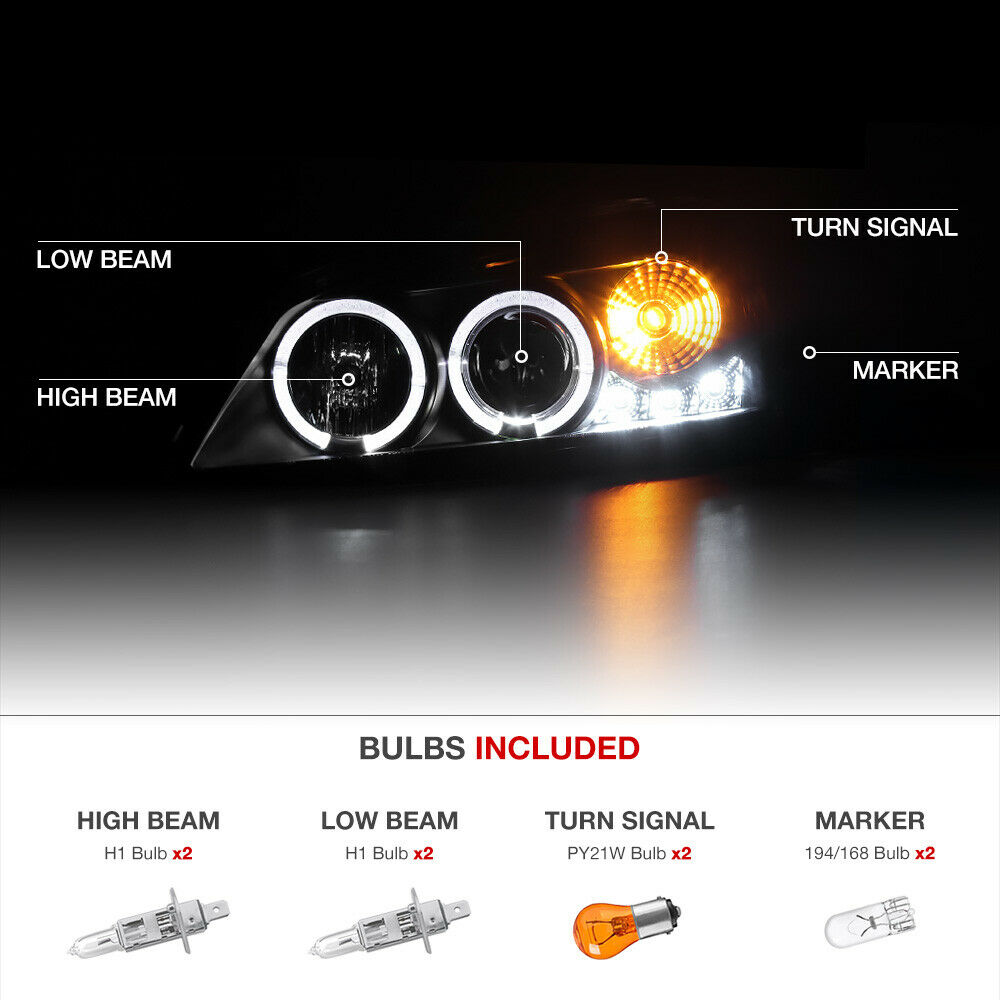 TURN SIGNAL
LOW BEAM
MARKER
HIGH BEAM
BULBS INCLUDED
HIGH BEAM
H1 Bulb x2
LOW BEAM
H1 Bulb x2
TURN SIGNAL
PY21W Bulb x2
MARKER
194/168 Bulb x2